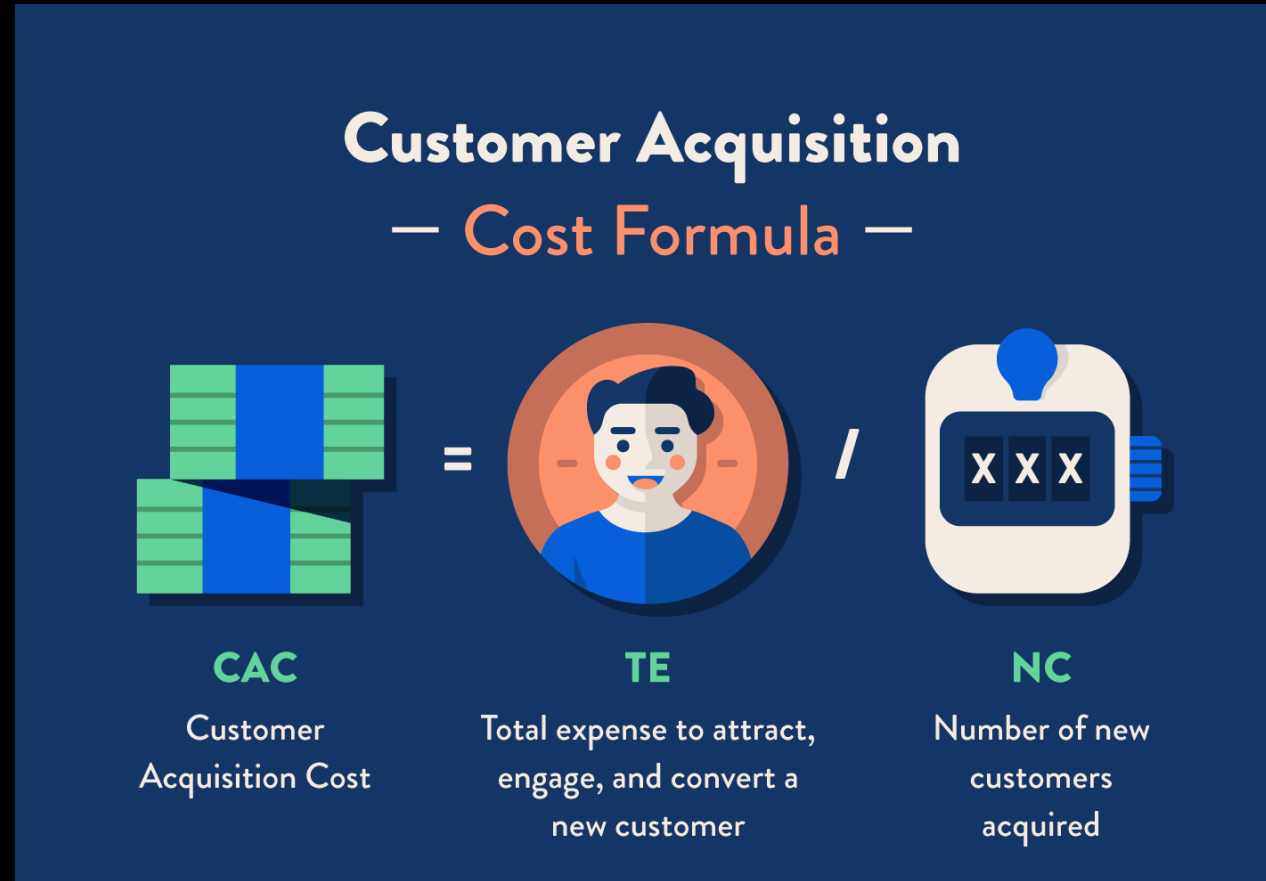 Customer Acquisition
— Cost Formula —
= /
X X X
CAC
Customer
Acquisition Cost
TE
Total expense to attract,
engage, and convert a
new customer
NC
Number of new
customers
acquired